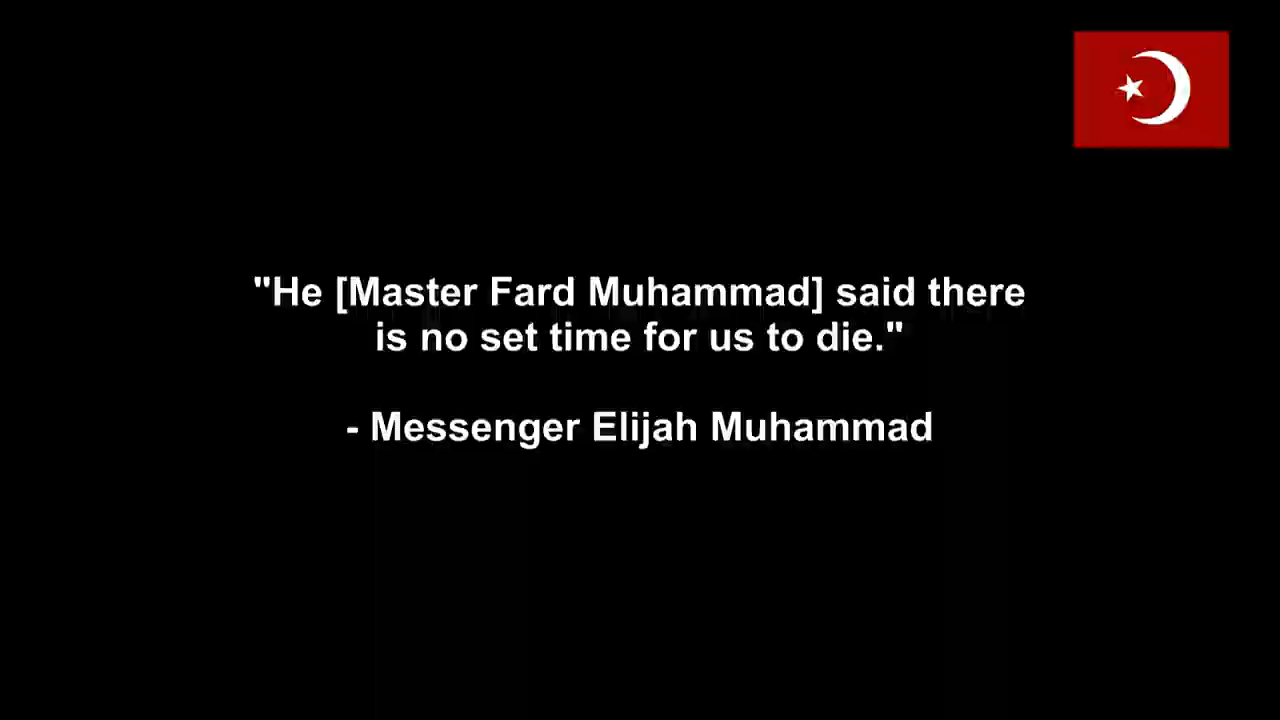 "He [Master Fard Muhammad] said there
is no set time for us to die."
- Messenger Elijah Muhammad